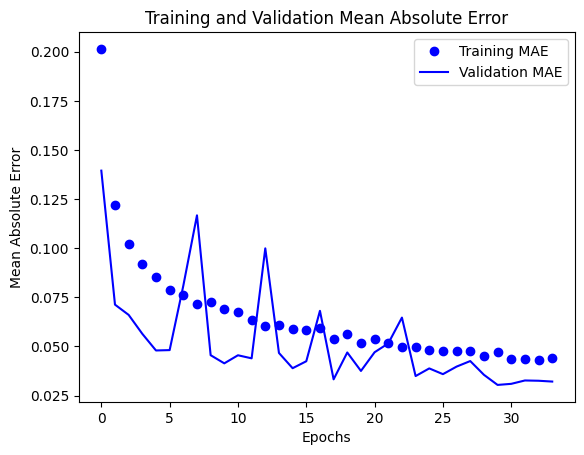 Training and Validation Mean Absolute Error
Training MAE
Validation MAE
Mean Absolute Error
0.200
0.175
0.150
0.125
0.100
0.075
0.050
0.025
0 5 10 15 20 25 30
Epochs